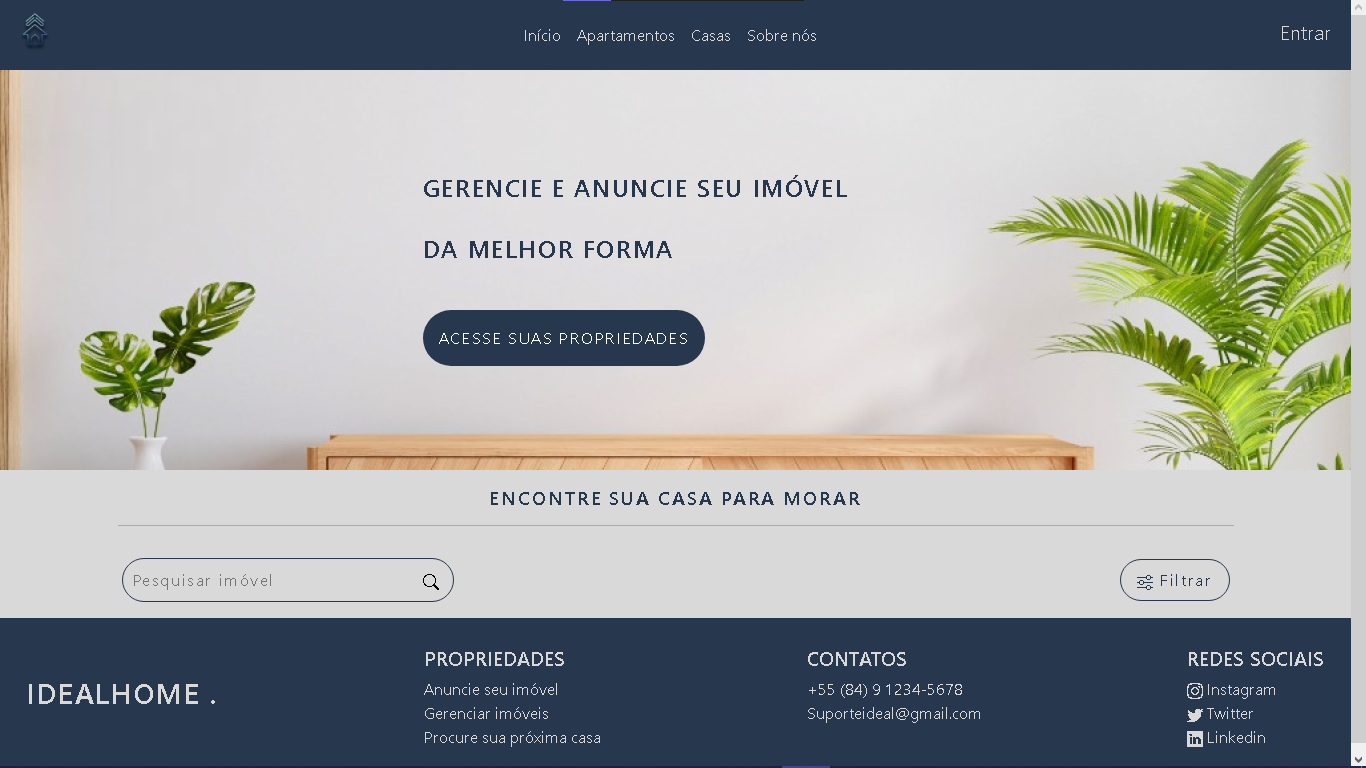 Início Apartamentos Casas Sobre nós Entrar
GERENCIE E ANUNCIE SEU IMÓVEL
DA MELHOR FORMA
ACESSE SUAS PROPRIEDADES
ENCONTRE SUA CASA PARA MORAR
Pesquisar imóvel
Filtrar
IDEALHOME .
PROPRIEDADES
Anuncie seu imóvel
Gerenciar imóveis
Procure sua próxima casa
CONTATOS
+55 (84) 9 1234-5678
Suporteideal@gmail.com
REDES SOCIAIS
Instagram
Twitter
Linkedin